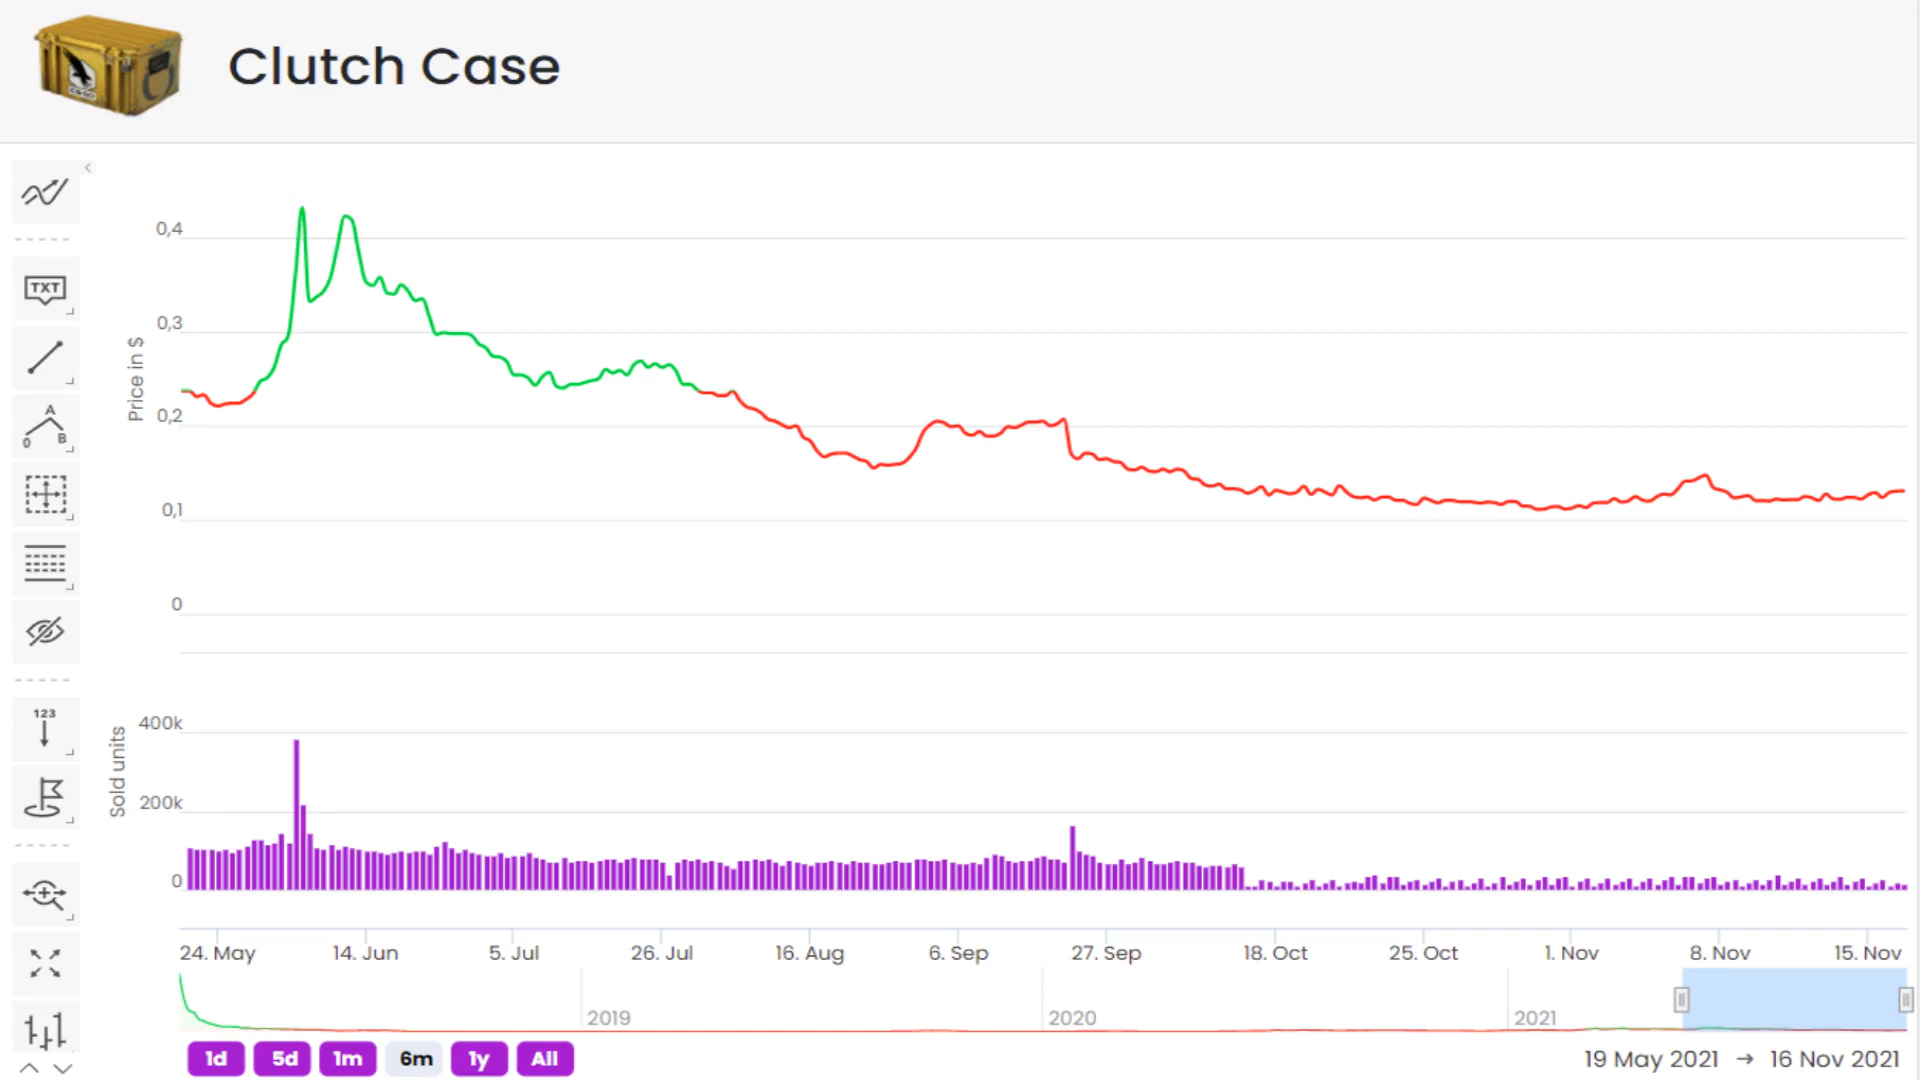 Clutch Case
TXT
A
0 B
123
Price in $
0,4
0,3
0,2
0,1
0
Sold units
400k
200k
0
24. May 14. Jun 5. Jul 26. Jul 16. Aug 6. Sep 27. Sep 18. Oct 25. Oct 1. Nov 8. Nov 15. Nov
2019 2020 2021
1d 5d 1m 6m 1y All
19 May 2021 → 16 Nov 2021